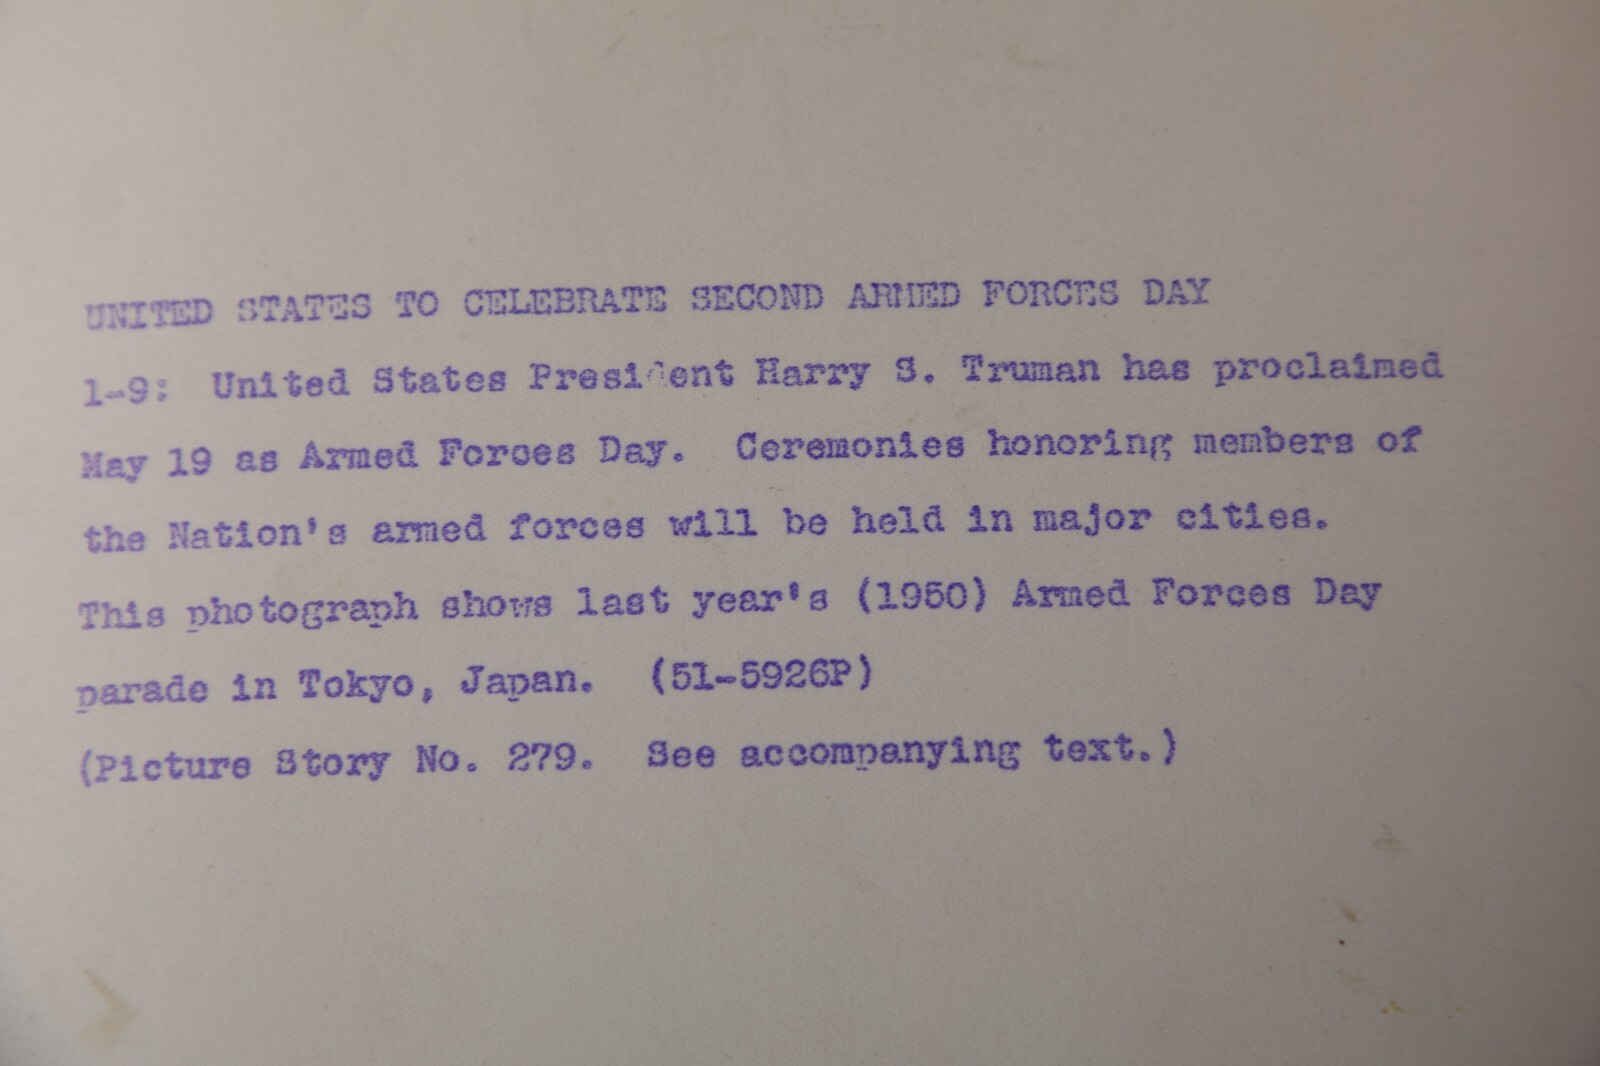 UNITED STATES TO CELEBRATE SECOND ARMED FORCES DAY
1-9:  United States President Harry S. Truman has proclaimed
May 19 as Armed Forces Day.  Ceremonies honoring members of
the Nation's armed forces will be held in major cities.
This photograph shows last year's (1950) Armed Forces Day
parade in Tokyo, Japan.  (51-5926P)
(Picture Story No. 279.  See accompanying text.)